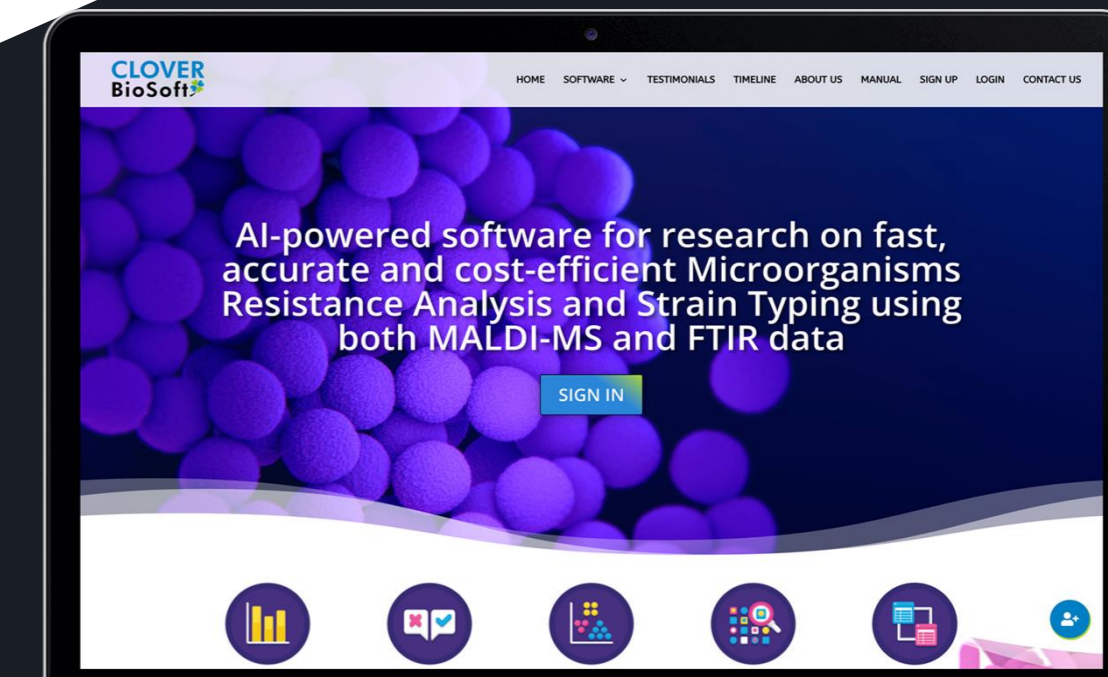 CLOVER
BioSoft
HOME SOFTWARE TESTIMONIALS TIMELINE ABOUT US MANUAL SIGN UP LOGIN CONTACT US
AI-powered software for research on fast,
accurate and cost-efficient Microorganisms
Resistance Analysis and Strain Typing using
both MALDI-MS and FTIR data
SIGN IN